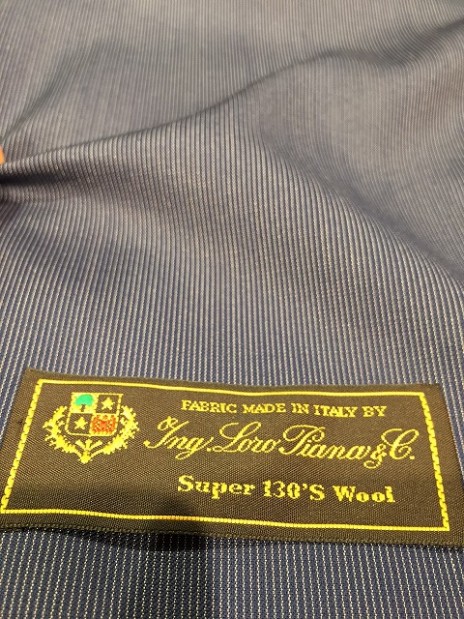 FABRIC MADE IN ITALY BY
Ing. Loro Piana & C.
Super 130'S Wool